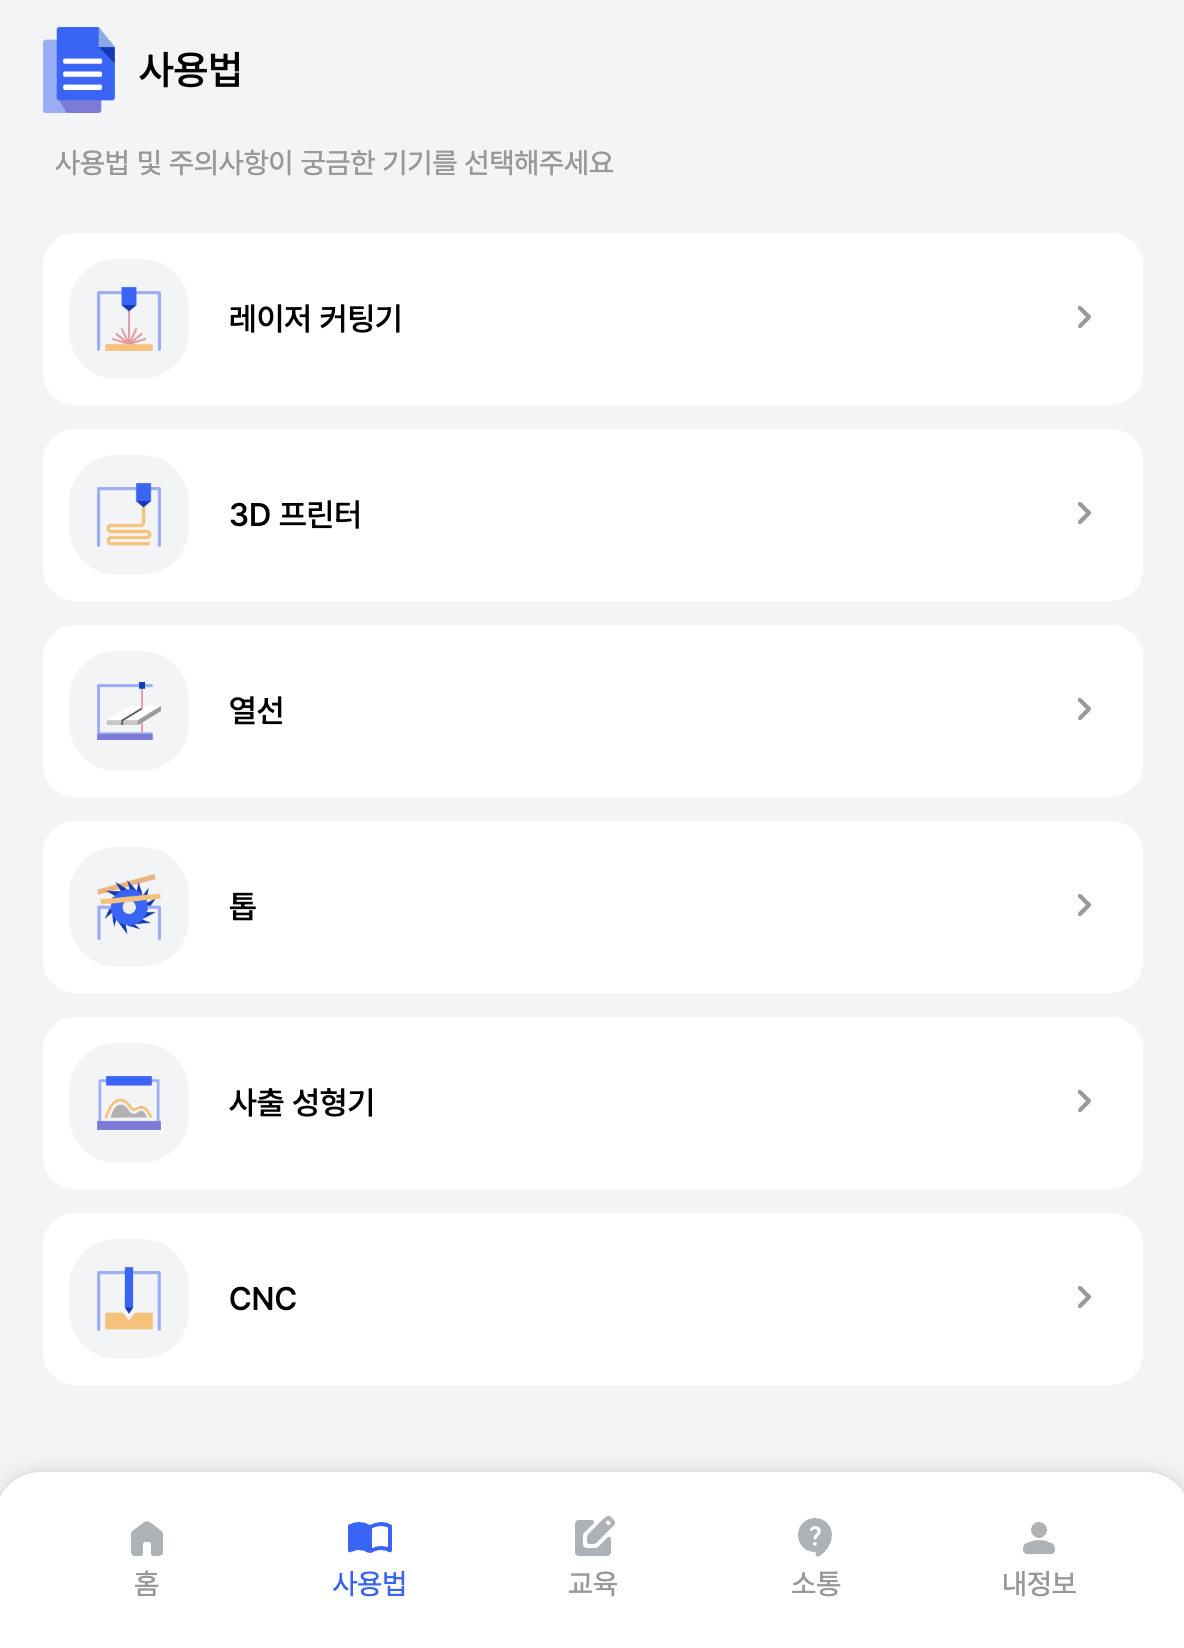 사용법
사용법 및 주의사항이 궁금한 기기를 선택해주세요
레이저 커팅기
3D 프린터
열선
톱
사출 성형기
CNC
홈
사용법
교육
소통
내정보